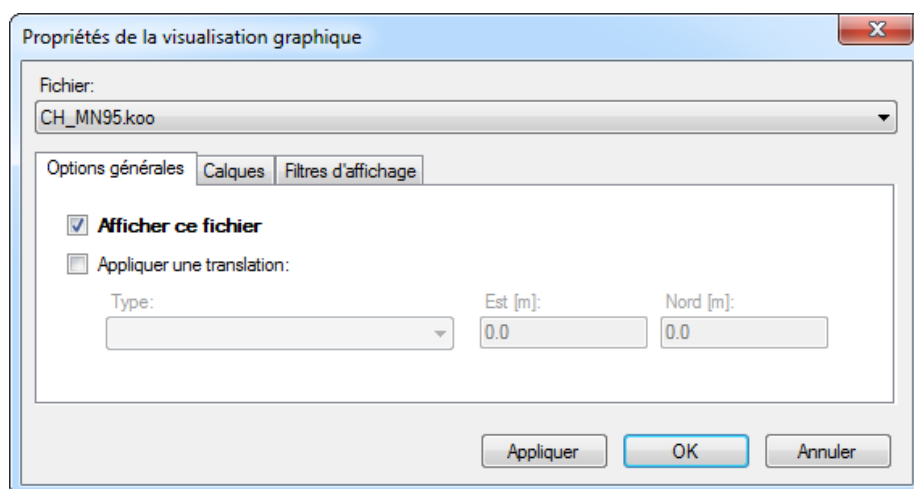 Propriétés de la visualisation graphique
Fichier:
CH_MN95.koo
Options générales Calques Filtres d'affichage
Afficher ce fichier
Appliquer une translation:
Type: Est [m]: Nord [m]:
0.0 0.0
Appliquer OK Annuler